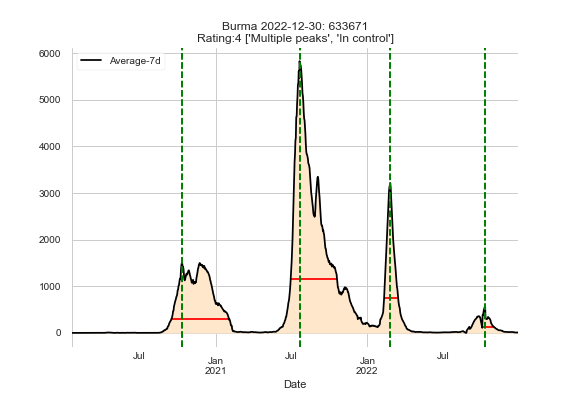 Burma 2022-12-30: 633671
Rating:4 ['Multiple peaks', 'In control']
Average-7d
6000
5000
4000
3000
2000
1000
0
Jul
Jan
2021
Jul
Jan
2022
Jul
Date